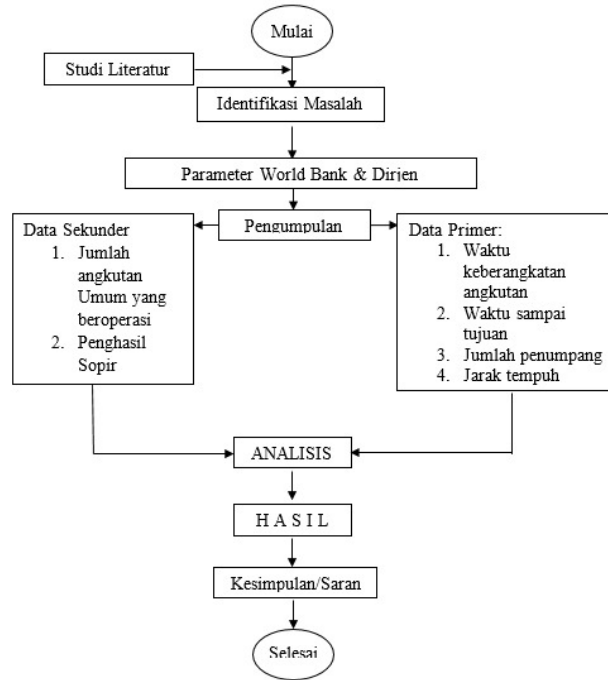 Mulai
Studi Literatur
Identifikasi Masalah
Parameter World Bank & Dirjen
Pengumpulan
Data Sekunder
1. Jumlah
angkutan
Umum yang
beroperasi
2. Penghasil
Sopir
Data Primer:
1. Waktu
keberangkatan
angkutan
2. Waktu sampai
tujuan
3. Jumlah penumpang
4. Jarak tempuh
ANALISIS
H A S I L
Kesimpulan/Saran
Selesai